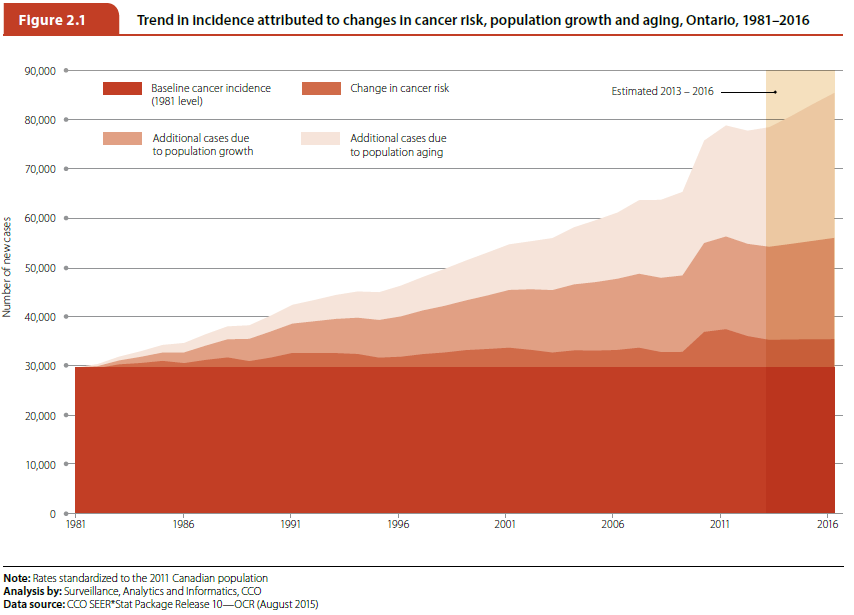 Figure 2.1
Trend in incidence attributed to changes in cancer risk, population growth and aging, Ontario, 1981–2016
90,000
80,000
70,000
60,000
50,000
40,000
30,000
20,000
10,000
0
Number of new cases
Baseline cancer incidence
(1981 level)
Change in cancer risk
Additional cases due
to population growth
Additional cases due
to population aging
Estimated 2013 – 2016
1981
1986
1991
1996
2001
2006
2011
2016
Note: Rates standardized to the 2011 Canadian population
Analysis by: Surveillance, Analytics and Informatics, CCO
Data source: CCO SEER*Stat Package Release 10—OCR (August 2015)